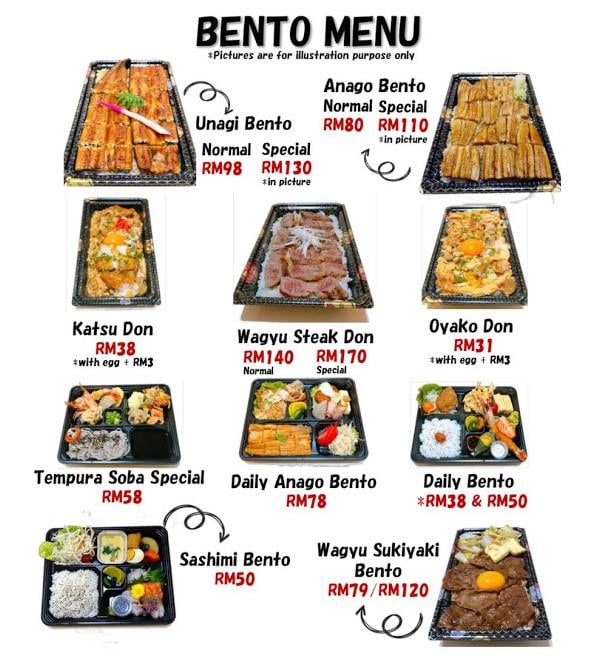 BENTO MENU
*Pictures are for illustration purpose only
Unagi Bento
Normal Special
RM98 RM130
*in picture
Anago Bento
Normal Special
RM80 RM110
*in picture
Katsu Don
RM38
*with egg + RM3
Wagyu Steak Don
RM140 RM170
Normal Special
Oyako Don
RM31
*with egg + RM3
Tempura Soba Special
RM58
Daily Anago Bento
RM78
Daily Bento
*RM38 & RM50
Sashimi Bento
RM50
Wagyu Sukiyaki
Bento
RM79/RM120